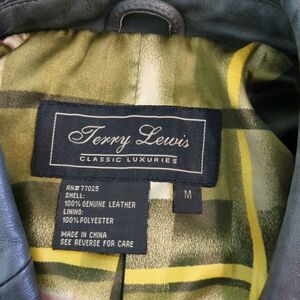 Terry Lewis
CLASSIC LUXURIES
RN# 77025
SHELL:
100% GENUINE LEATHER
LINING:
100% POLYESTER
M
MADE IN CHINA
SEE REVERSE FOR CARE